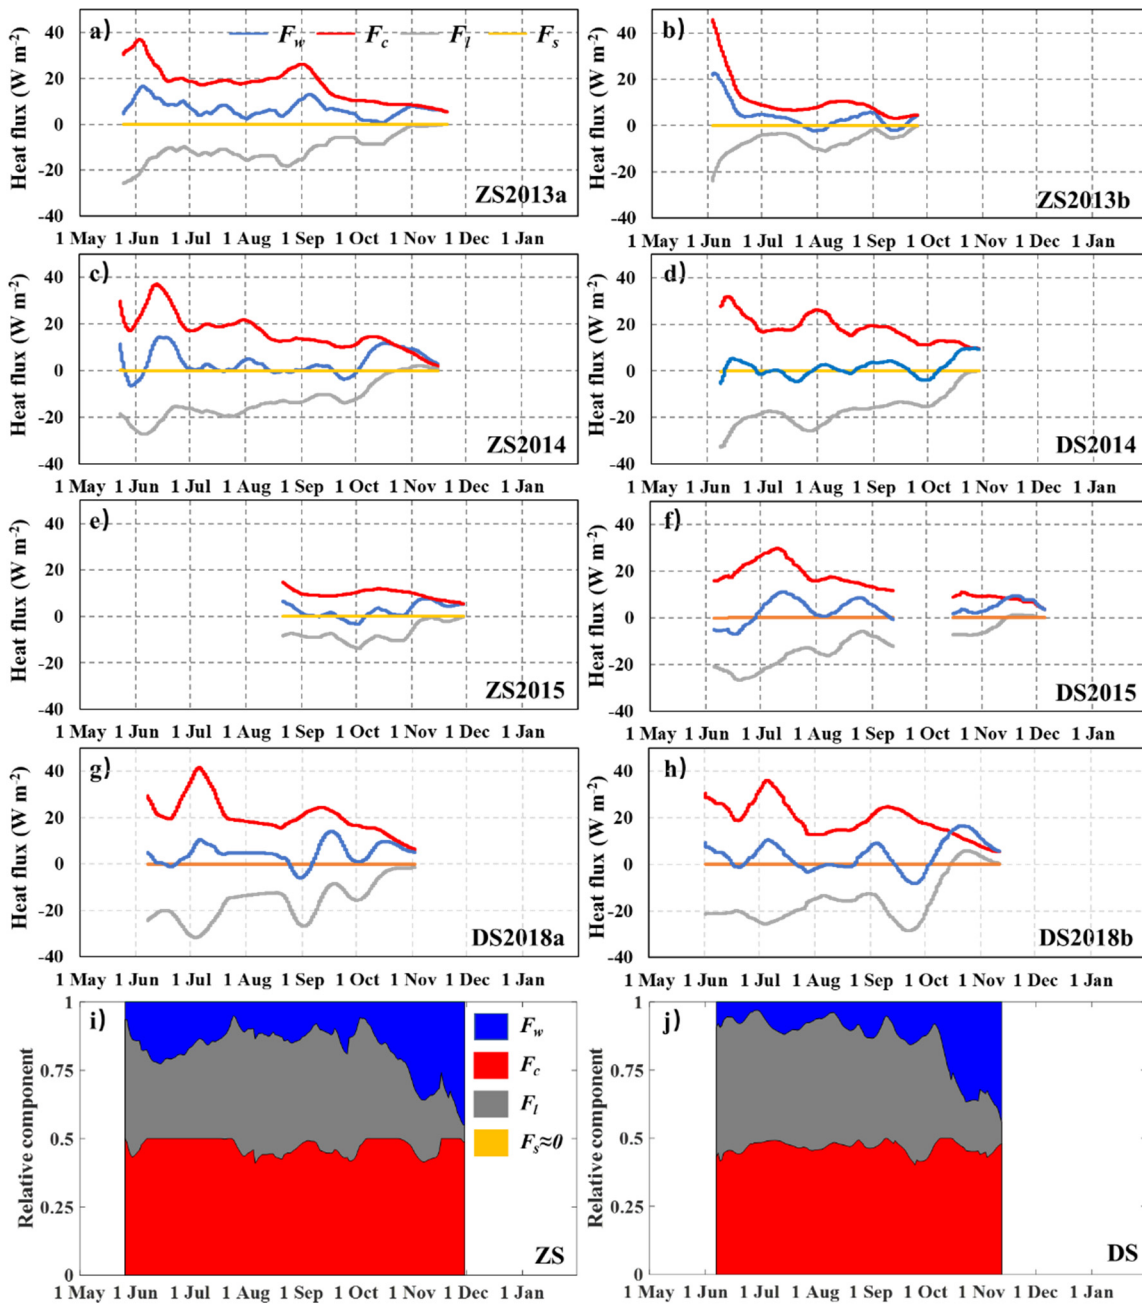 a) F_w F_c F_l F_s
Heat flux (W m⁻²)
40
20
0
-20
-40
ZS2013a
1 May 1 Jun 1 Jul 1 Aug 1 Sep 1 Oct 1 Nov 1 Dec 1 Jan
b)
Heat flux (W m⁻²)
40
20
0
-20
-40
ZS2013b
1 May 1 Jun 1 Jul 1 Aug 1 Sep 1 Oct 1 Nov 1 Dec 1 Jan
c)
Heat flux (W m⁻²)
40
20
0
-20
-40
ZS2014
1 May 1 Jun 1 Jul 1 Aug 1 Sep 1 Oct 1 Nov 1 Dec 1 Jan
d)
Heat flux (W m⁻²)
40
20
0
-20
-40
DS2014
1 May 1 Jun 1 Jul 1 Aug 1 Sep 1 Oct 1 Nov 1 Dec 1 Jan
e)
Heat flux (W m⁻²)
40
20
0
-20
-40
ZS2015
1 May 1 Jun 1 Jul 1 Aug 1 Sep 1 Oct 1 Nov 1 Dec 1 Jan
f)
Heat flux (W m⁻²)
40
20
0
-20
-40
DS2015
1 May 1 Jun 1 Jul 1 Aug 1 Sep 1 Oct 1 Nov 1 Dec 1 Jan
g)
Heat flux (W m⁻²)
40
20
0
-20
-40
DS2018a
1 May 1 Jun 1 Jul 1 Aug 1 Sep 1 Oct 1 Nov 1 Dec 1 Jan
h)
Heat flux (W m⁻²)
40
20
0
-20
-40
DS2018b
1 May 1 Jun 1 Jul 1 Aug 1 Sep 1 Oct 1 Nov 1 Dec 1 Jan
i)
Relative component
1
0.75
0.5
0.25
0
F_w
F_c
F_l
F_s≈0
ZS
1 May 1 Jun 1 Jul 1 Aug 1 Sep 1 Oct 1 Nov 1 Dec 1 Jan
j)
Relative component
1
0.75
0.5
0.25
0
DS
1 May 1 Jun 1 Jul 1 Aug 1 Sep 1 Oct 1 Nov 1 Dec 1 Jan